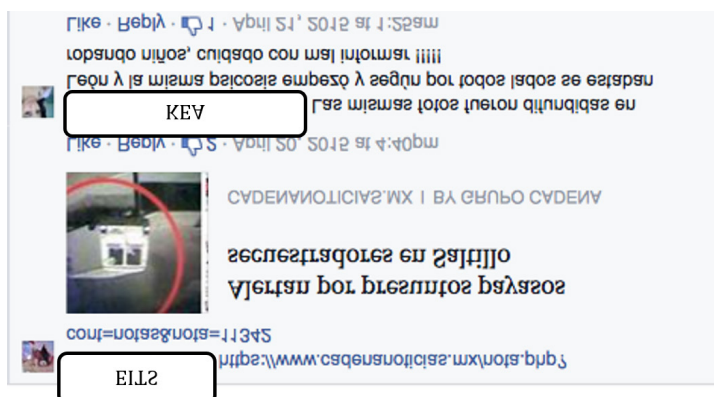 EITS https://www.cadenanoticias.mx/nota.php?
cont=notas&nota=11342
Alertan por presuntos payasos
secuestradores en Saltillo
CADENANOTICIAS.MX | BY GRUPO CADENA
Like · Reply · 2 · April 20, 2015 at 4:40pm
KEA Las mismas fotos fueron difundidas en
León y la misma psicosis empezó y según por todos lados se estaban
robando niños, cuidado con mal informar !!!!!
Like · Reply · 1 · April 21, 2015 at 1:25am